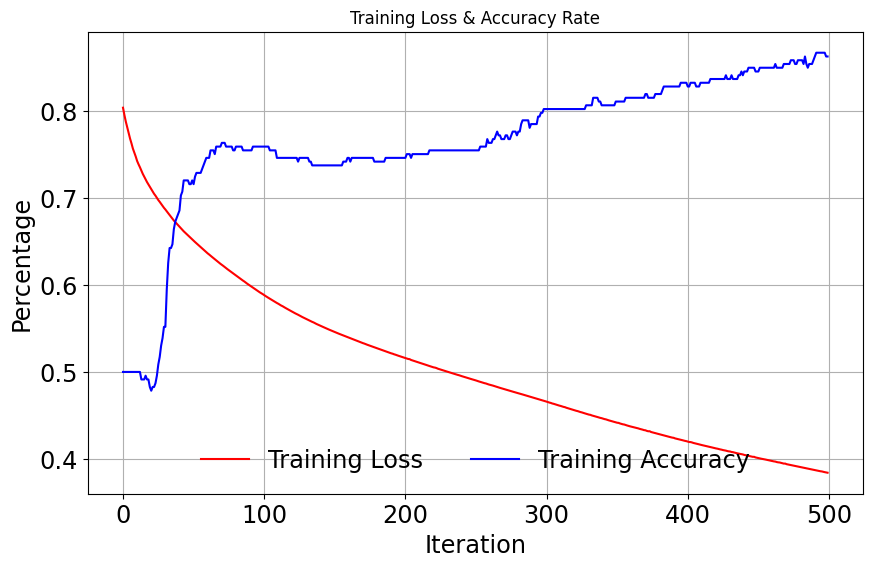 Training Loss & Accuracy Rate
Percentage
0.8
0.7
0.6
0.5
0.4
Training Loss
Training Accuracy
0 100 200 300 400 500
Iteration